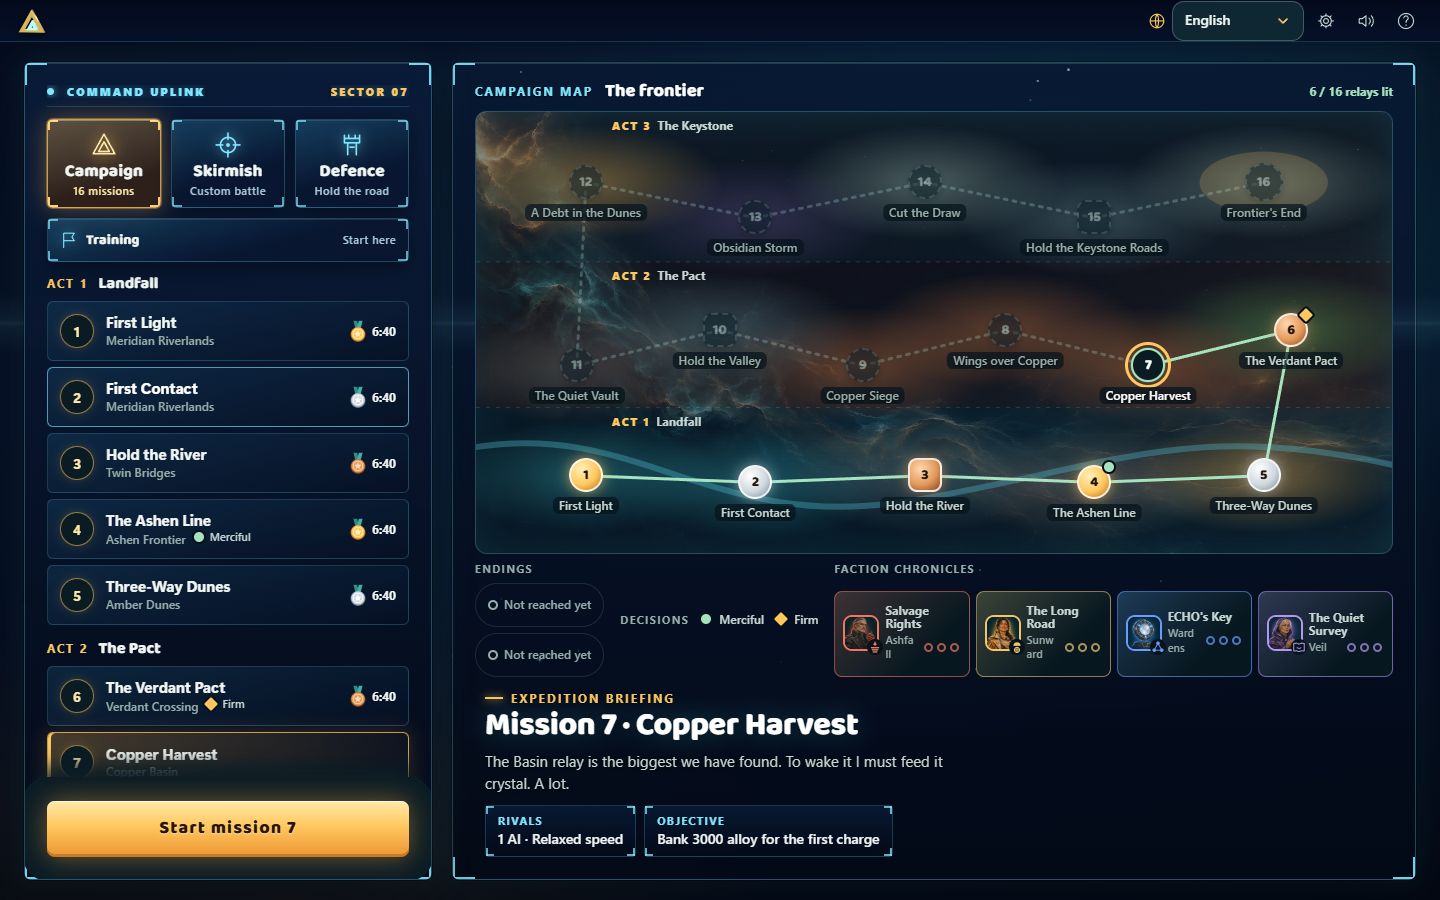 English
COMMAND UPLINK
SECTOR 07
Campaign
16 missions
Skirmish
Custom battle
Defence
Hold the road
Training
Start here
ACT 1 Landfall
1
First Light
Meridian Riverlands
6:40
2
First Contact
Meridian Riverlands
6:40
3
Hold the River
Twin Bridges
6:40
4
The Ashen Line
Ashen Frontier
Merciful
6:40
5
Three-Way Dunes
Amber Dunes
6:40
ACT 2 The Pact
6
The Verdant Pact
Verdant Crossing
Firm
6:40
7
Copper Harvest
Copper Basin
Start mission 7
CAMPAIGN MAP The frontier
6 / 16 relays lit
ACT 3 The Keystone
12
A Debt in the Dunes
13
Obsidian Storm
14
Cut the Draw
15
Hold the Keystone Roads
16
Frontier's End
ACT 2 The Pact
11
The Quiet Vault
10
Hold the Valley
9
Copper Siege
8
Wings over Copper
7
Copper Harvest
6
The Verdant Pact
ACT 1 Landfall
1
First Light
2
First Contact
3
Hold the River
4
The Ashen Line
5
Three-Way Dunes
ENDINGS
Not reached yet
Not reached yet
DECISIONS
Merciful
Firm
FACTION CHRONICLES
Salvage
Rights
Ashfa
ll
The Long
Road
Sunw
ard
ECHO's Key
Ward
ens
The Quiet
Survey
Veil
EXPEDITION BRIEFING
Mission 7 · Copper Harvest
The Basin relay is the biggest we have found. To wake it I must feed it
crystal. A lot.
RIVALS
1 AI · Relaxed speed
OBJECTIVE
Bank 3000 alloy for the first charge